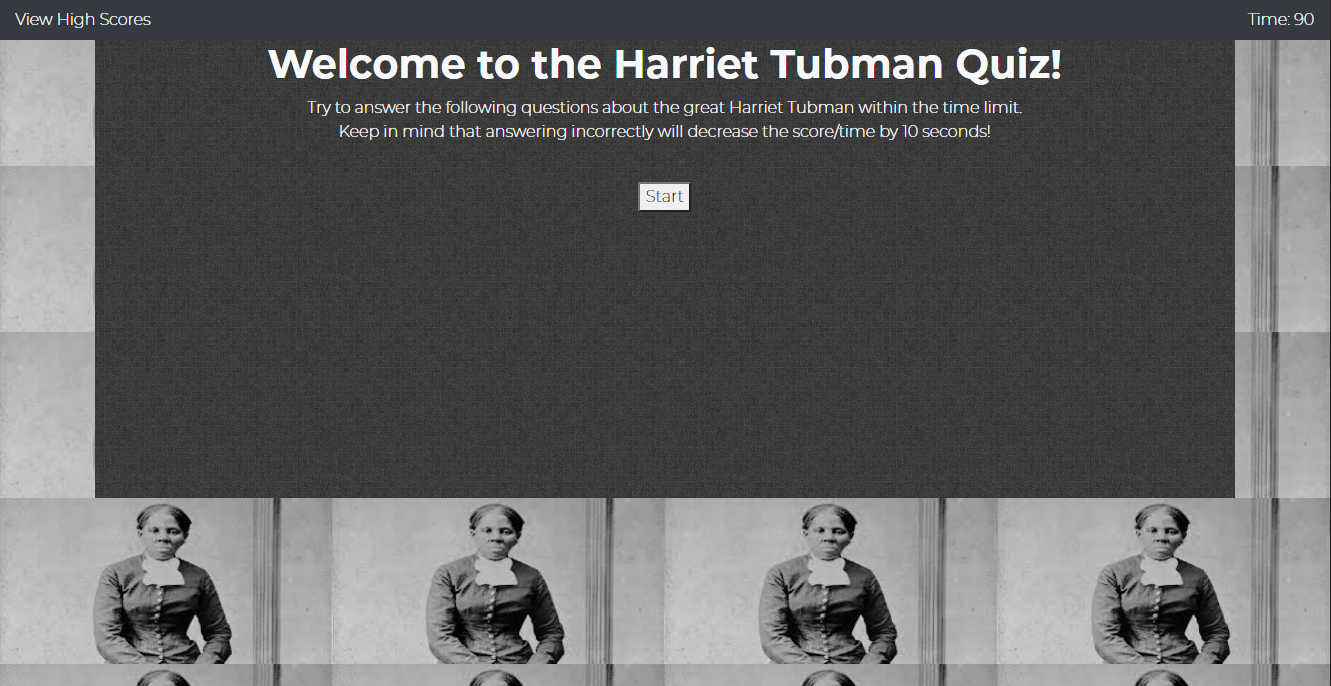 View High Scores
Time: 90
Welcome to the Harriet Tubman Quiz!
Try to answer the following questions about the great Harriet Tubman within the time limit.
Keep in mind that answering incorrectly will decrease the score/time by 10 seconds!
Start